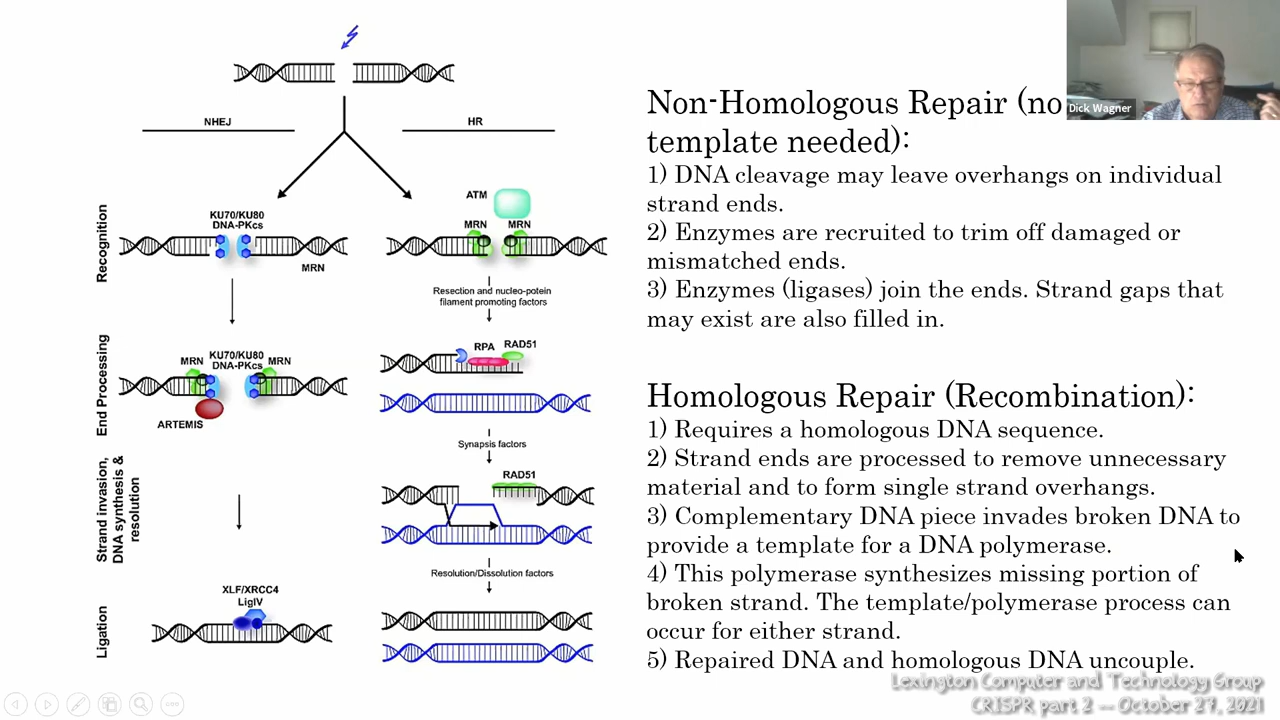 NHEJ
HR
Recognition
KU70/KU80
DNA-PKcs
MRN
ATM
MRN
MRN
Resection and nucleo-potein
filament promoting factors
End Processing
MRN
KU70/KU80
DNA-PKcs
MRN
ARTEMIS
RPA
RAD51
Synapsis factors
Strand invasion,
DNA synthesis &
resolution
RAD51
Resolution/Dissolution factors
Ligation
XLF/XRCC4
LigIV
Non-Homologous Repair (no
template needed):
1) DNA cleavage may leave overhangs on individual
strand ends.
2) Enzymes are recruited to trim off damaged or
mismatched ends.
3) Enzymes (ligases) join the ends. Strand gaps that
may exist are also filled in.
Homologous Repair (Recombination):
1) Requires a homologous DNA sequence.
2) Strand ends are processed to remove unnecessary
material and to form single strand overhangs.
3) Complementary DNA piece invades broken DNA to
provide a template for a DNA polymerase.
4) This polymerase synthesizes missing portion of
broken strand. The template/polymerase process can
occur for either strand.
5) Repaired DNA and homologous DNA uncouple.
Dick Wagner
Lexington Computer and Technology Group
CRISPR part 2 -- October 27, 2021